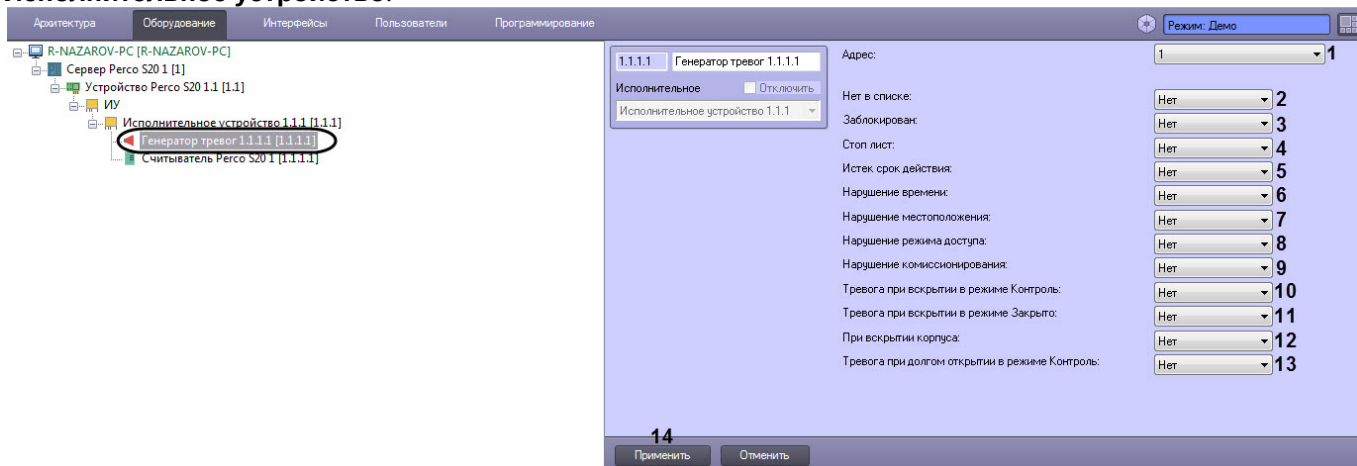 Исполнительное устройство.
Архитектура Оборудование Интерфейсы Пользователи Программирование Режим: Демо
R-NAZAROV-PC [R-NAZAROV-PC]
Сервер Perco S20 1 [1]
Устройство Perco S20 1.1 [1.1]
ИУ
Исполнительное устройство 1.1.1 [1.1.1]
Генератор тревог 1.1.1.1 [1.1.1.1]
Считыватель Perco S20 1 [1.1.1.1]
1.1.1.1 Генератор тревог 1.1.1.1
Исполнительное Отключить
Исполнительное устройство 1.1.1
Адрес: 1 1
Нет в списке: Нет 2
Заблокирован: Нет 3
Стоп лист: Нет 4
Истек срок действия: Нет 5
Нарушение времени: Нет 6
Нарушение местоположения: Нет 7
Нарушение режима доступа: Нет 8
Нарушение комиссионирования: Нет 9
Тревога при вскрытии в режиме Контроль: Нет 10
Тревога при вскрытии в режиме Закрыто: Нет 11
При вскрытии корпуса: Нет 12
Тревога при долгом открытии в режиме Контроль: Нет 13
14
Применить Отменить